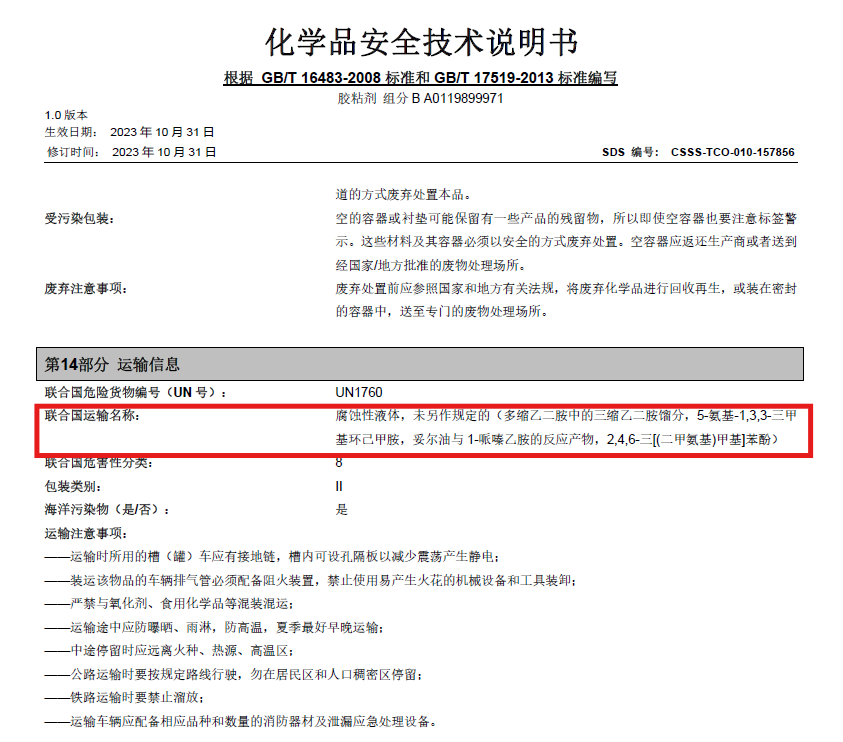 化学品安全技术说明书
根据 GB/T 16483-2008 标准和 GB/T 17519-2013 标准编写
胶粘剂 组分 B A0119899971
1.0 版本
生效日期： 2023 年 10 月 31 日
修订时间： 2023 年 10 月 31 日 SDS 编号： CSSS-TCO-010-157856
道的方式废弃处置本品。
受污染包装： 空的容器或衬垫可能保留有一些产品的残留物，所以即使空容器也要注意标签警
示。这些材料及其容器必须以安全的方式废弃处置。空容器应返还生产商或者送到
经国家/地方批准的废物处理场所。
废弃注意事项： 废弃处置前应参照国家和地方有关法规，将废弃化学品进行回收再生，或装在密封
的容器中，送至专门的废物处理场所。
第14部分 运输信息
联合国危险货物编号（UN 号）： UN1760
联合国运输名称： 腐蚀性液体，未另作规定的（多缩乙二胺中的三缩乙二胺馏分，5-氨基-1,3,3-三甲
基环己甲胺，妥尔油与 1-哌嗪乙胺的反应产物，2,4,6-三[(二甲氨基)甲基]苯酚）
联合国危害性分类： 8
包装类别： II
海洋污染物（是/否）： 是
运输注意事项：
——运输时所用的槽（罐）车应有接地链，槽内可设孔隔板以减少震荡产生静电；
——装运该物品的车辆排气管必须配备阻火装置，禁止使用易产生火花的机械设备和工具装卸；
——严禁与氧化剂、食用化学品等混装混运；
——运输途中应防曝晒、雨淋，防高温，夏季最好早晚运输；
——中途停留时应远离火种、热源、高温区；
——公路运输时要按规定路线行驶，勿在居民区和人口稠密区停留；
——铁路运输时要禁止溜放；
——运输车辆应配备相应品种和数量的消防器材及泄漏应急处理设备。